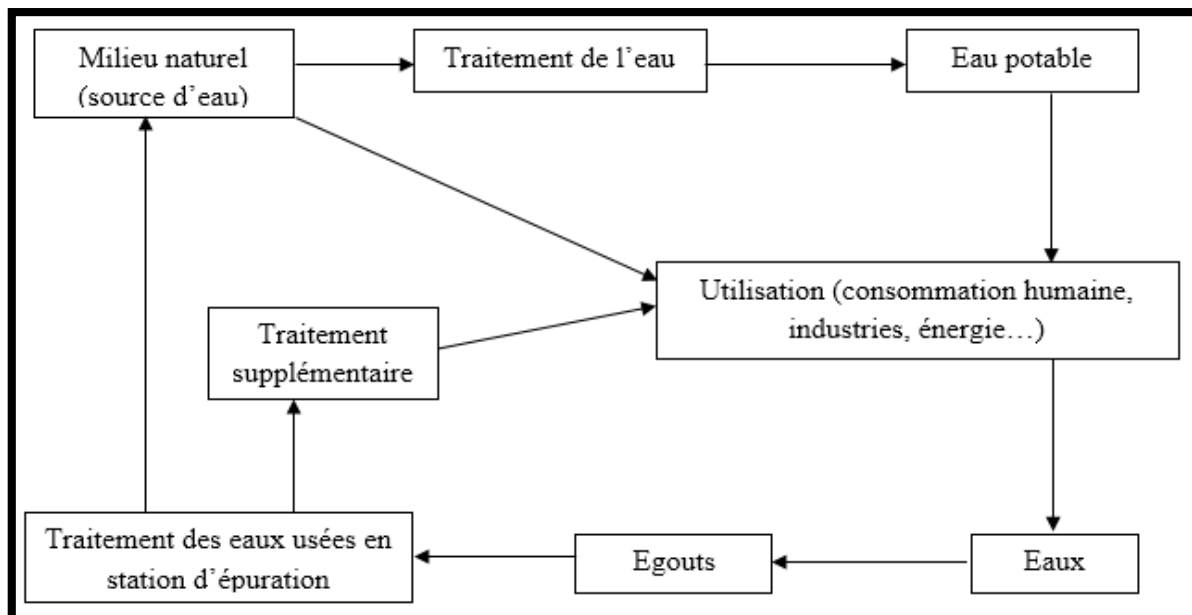 Milieu naturel
(source d'eau)
Traitement de l'eau
Eau potable
Utilisation (consommation humaine,
industries, énergie…)
Traitement
supplémentaire
Traitement des eaux usées en
station d'épuration
Egouts
Eaux